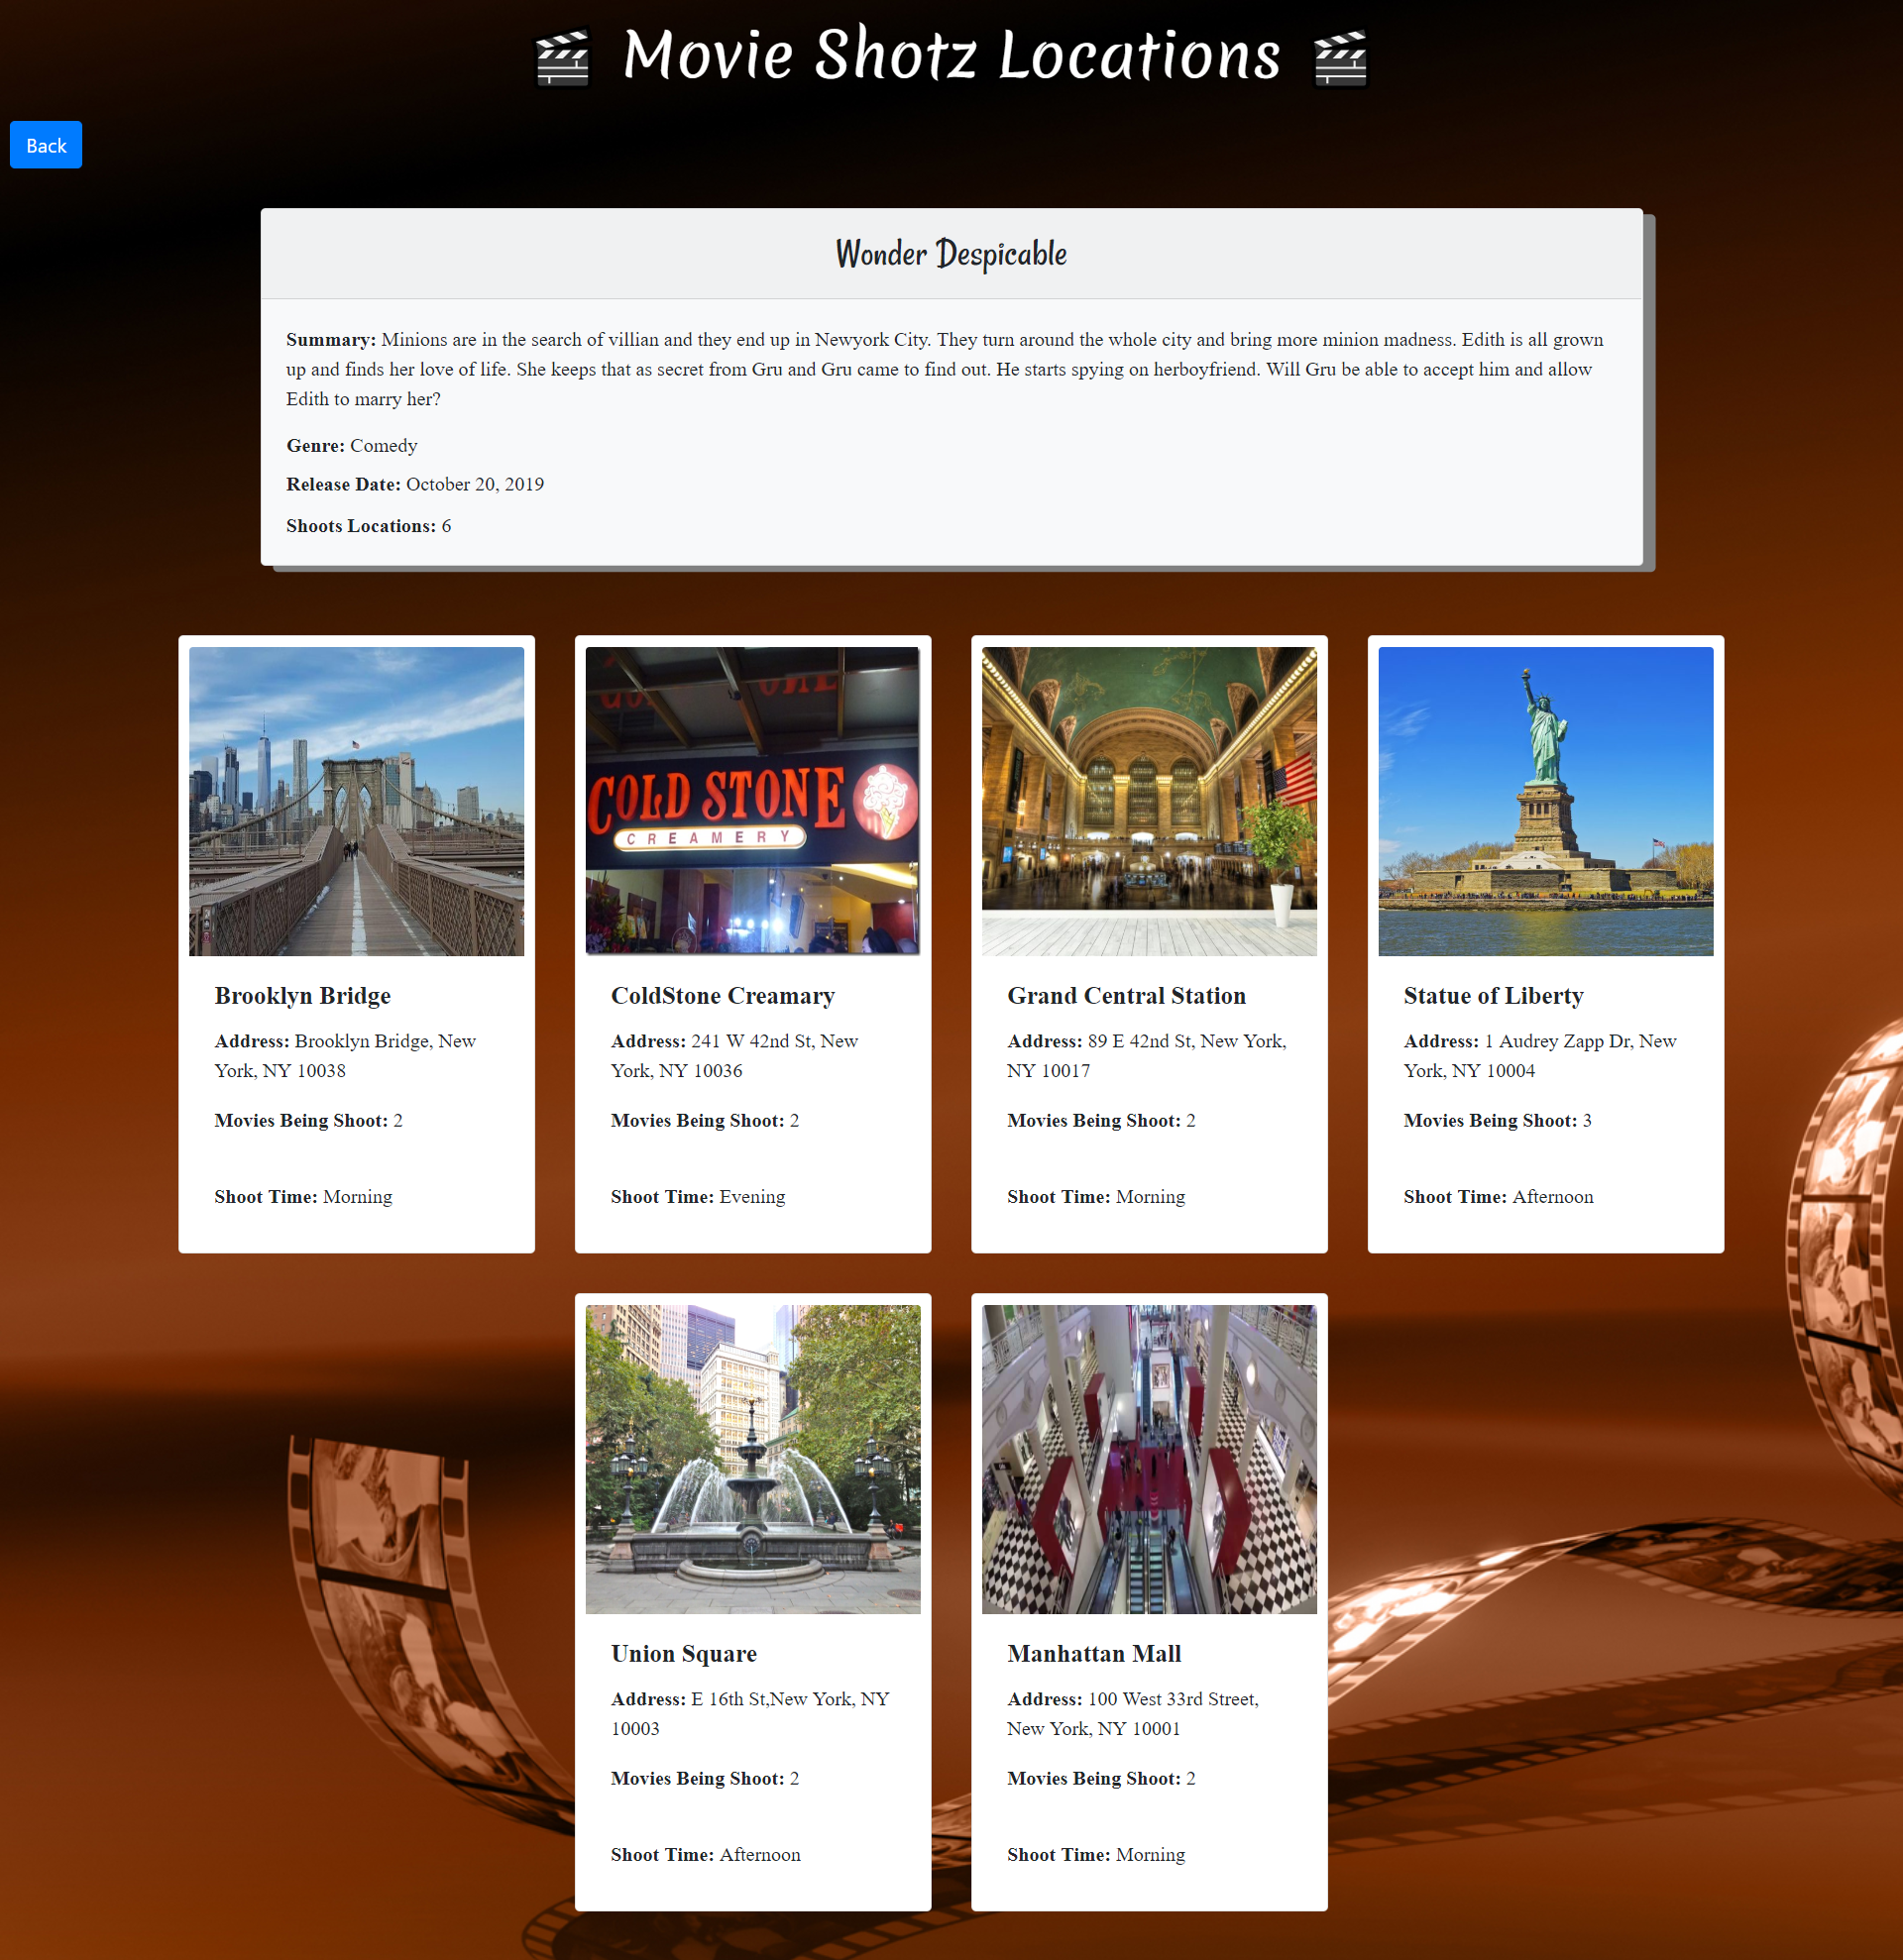 Movie Shotz Locations
Back
Wonder Despicable
Summary: Minions are in the search of villian and they end up in Newyork City. They turn around the whole city and bring more minion madness. Edith is all grown
up and finds her love of life. She keeps that as secret from Gru and Gru came to find out. He starts spying on herboyfriend. Will Gru be able to accept him and allow
Edith to marry her?
Genre: Comedy
Release Date: October 20, 2019
Shoots Locations: 6
COLD STONE
CREAMERY
Brooklyn Bridge
Address: Brooklyn Bridge, New
York, NY 10038
Movies Being Shoot: 2
Shoot Time: Morning
ColdStone Creamary
Address: 241 W 42nd St, New
York, NY 10036
Movies Being Shoot: 2
Shoot Time: Evening
Grand Central Station
Address: 89 E 42nd St, New York,
NY 10017
Movies Being Shoot: 2
Shoot Time: Morning
Statue of Liberty
Address: 1 Audrey Zapp Dr, New
York, NY 10004
Movies Being Shoot: 3
Shoot Time: Afternoon
Union Square
Address: E 16th St,New York, NY
10003
Movies Being Shoot: 2
Shoot Time: Afternoon
Manhattan Mall
Address: 100 West 33rd Street,
New York, NY 10001
Movies Being Shoot: 2
Shoot Time: Morning